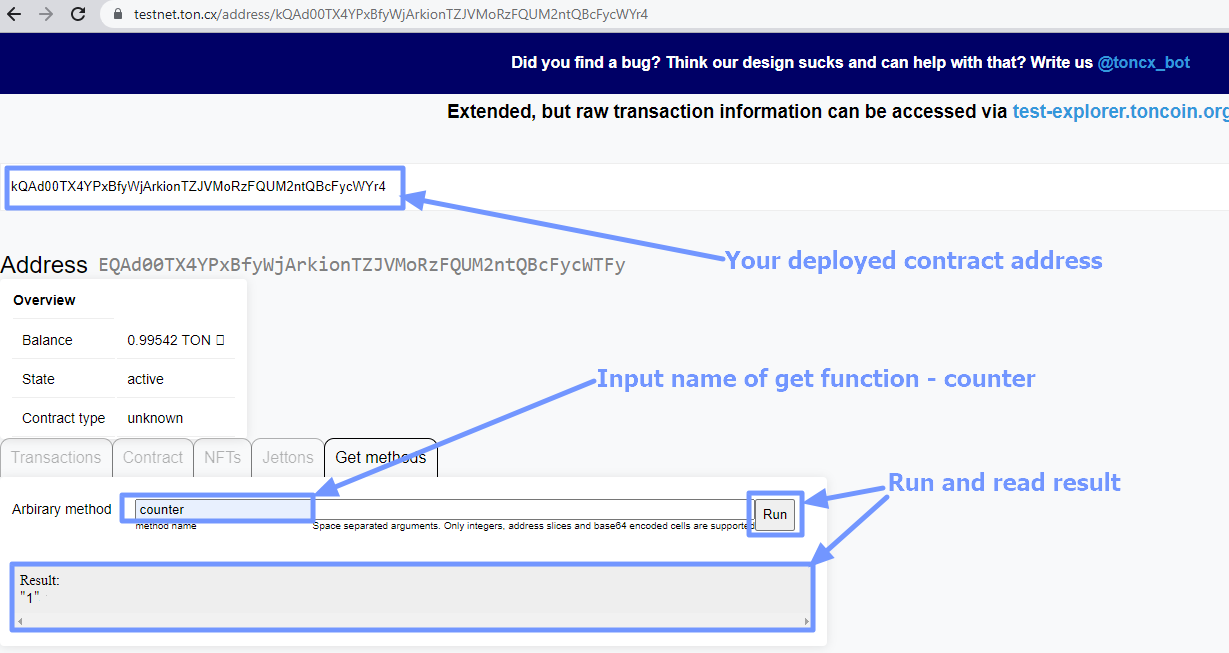 testnet.ton.cx/address/kQAd00TX4YPxBfyWjArkionTZJVMoRzFQUM2ntQBcFycWYr4
Did you find a bug? Think our design sucks and can help with that? Write us @toncx_bot
Extended, but raw transaction information can be accessed via test-explorer.toncoin.org
kQAd00TX4YPxBfyWjArkionTZJVMoRzFQUM2ntQBcFycWYr4
Your deployed contract address
Address EQAd00TX4YPxBfyWjArkionTZJVMoRzFQUM2ntQBcFycWTFy
Overview
Balance 0.99542 TON
Input name of get function - counter
State active
Contract type unknown
Transactions Contract NFTs Jettons Get methods
Run and read result
Arbirary method counter Run
method name Space separated arguments. Only integers, address slices and base64 encoded cells are supported
Result:
"1"